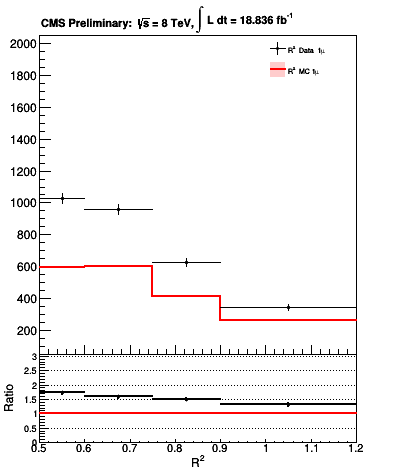 CMS Preliminary: √s = 8 TeV, ∫ L dt = 18.836 fb⁻¹
R² Data 1μ
R² MC 1μ
2000
1800
1600
1400
1200
1000
800
600
400
200
3
2.5
2
1.5
1
0.5
0
Ratio
0.5 0.6 0.7 0.8 0.9 1 1.1 1.2
R²